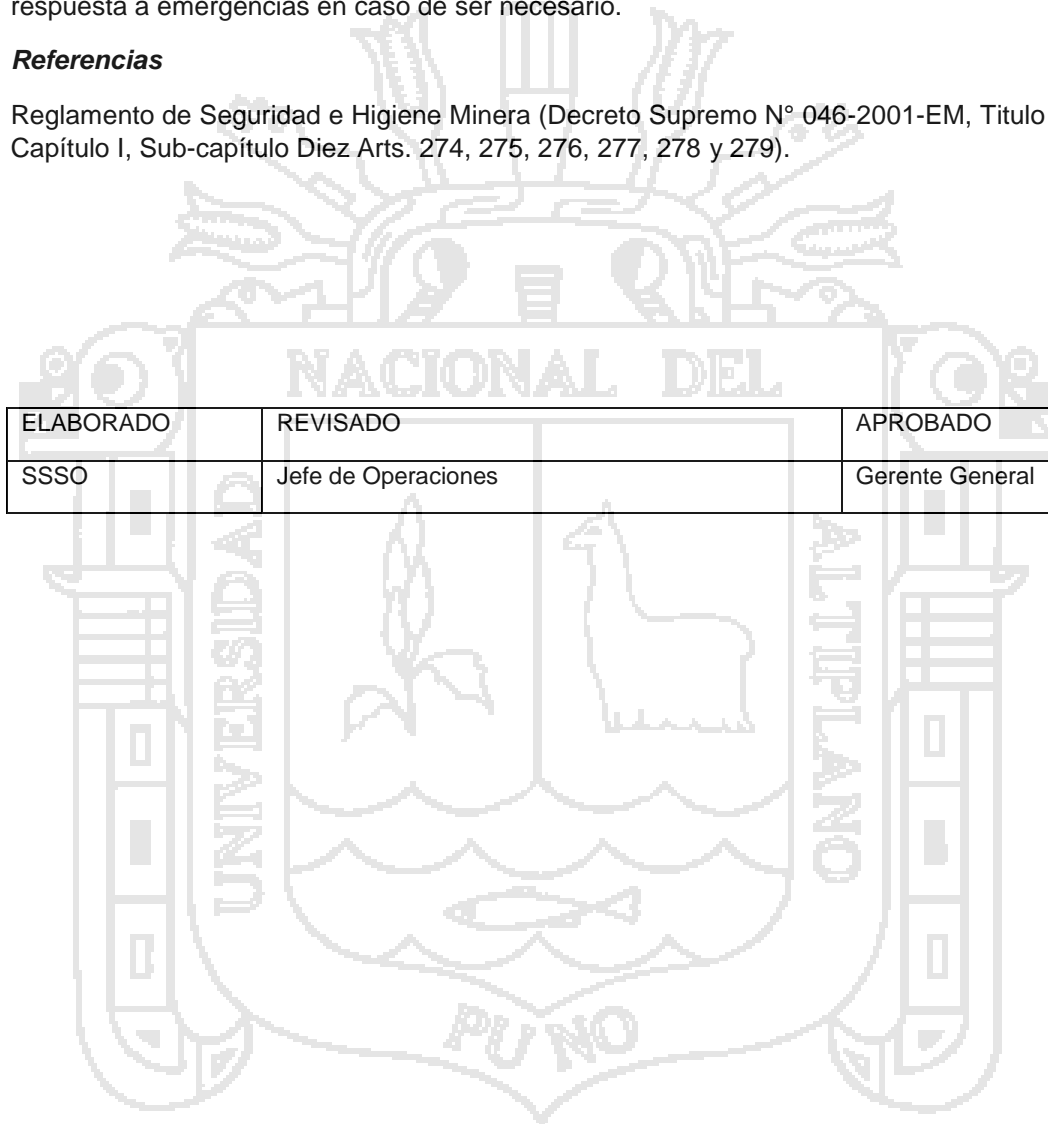 respuesta a emergencias en caso de ser necesario.
Referencias
Reglamento de Seguridad e Higiene Minera (Decreto Supremo N° 046-2001-EM, Titulo
Capítulo I, Sub-capítulo Diez Arts. 274, 275, 276, 277, 278 y 279).
NACIONAL DEL
ELABORADO REVISADO APROBADO
SSSO Jefe de Operaciones Gerente General
UNIVERSIDAD
ALTIPLANO
PUNO